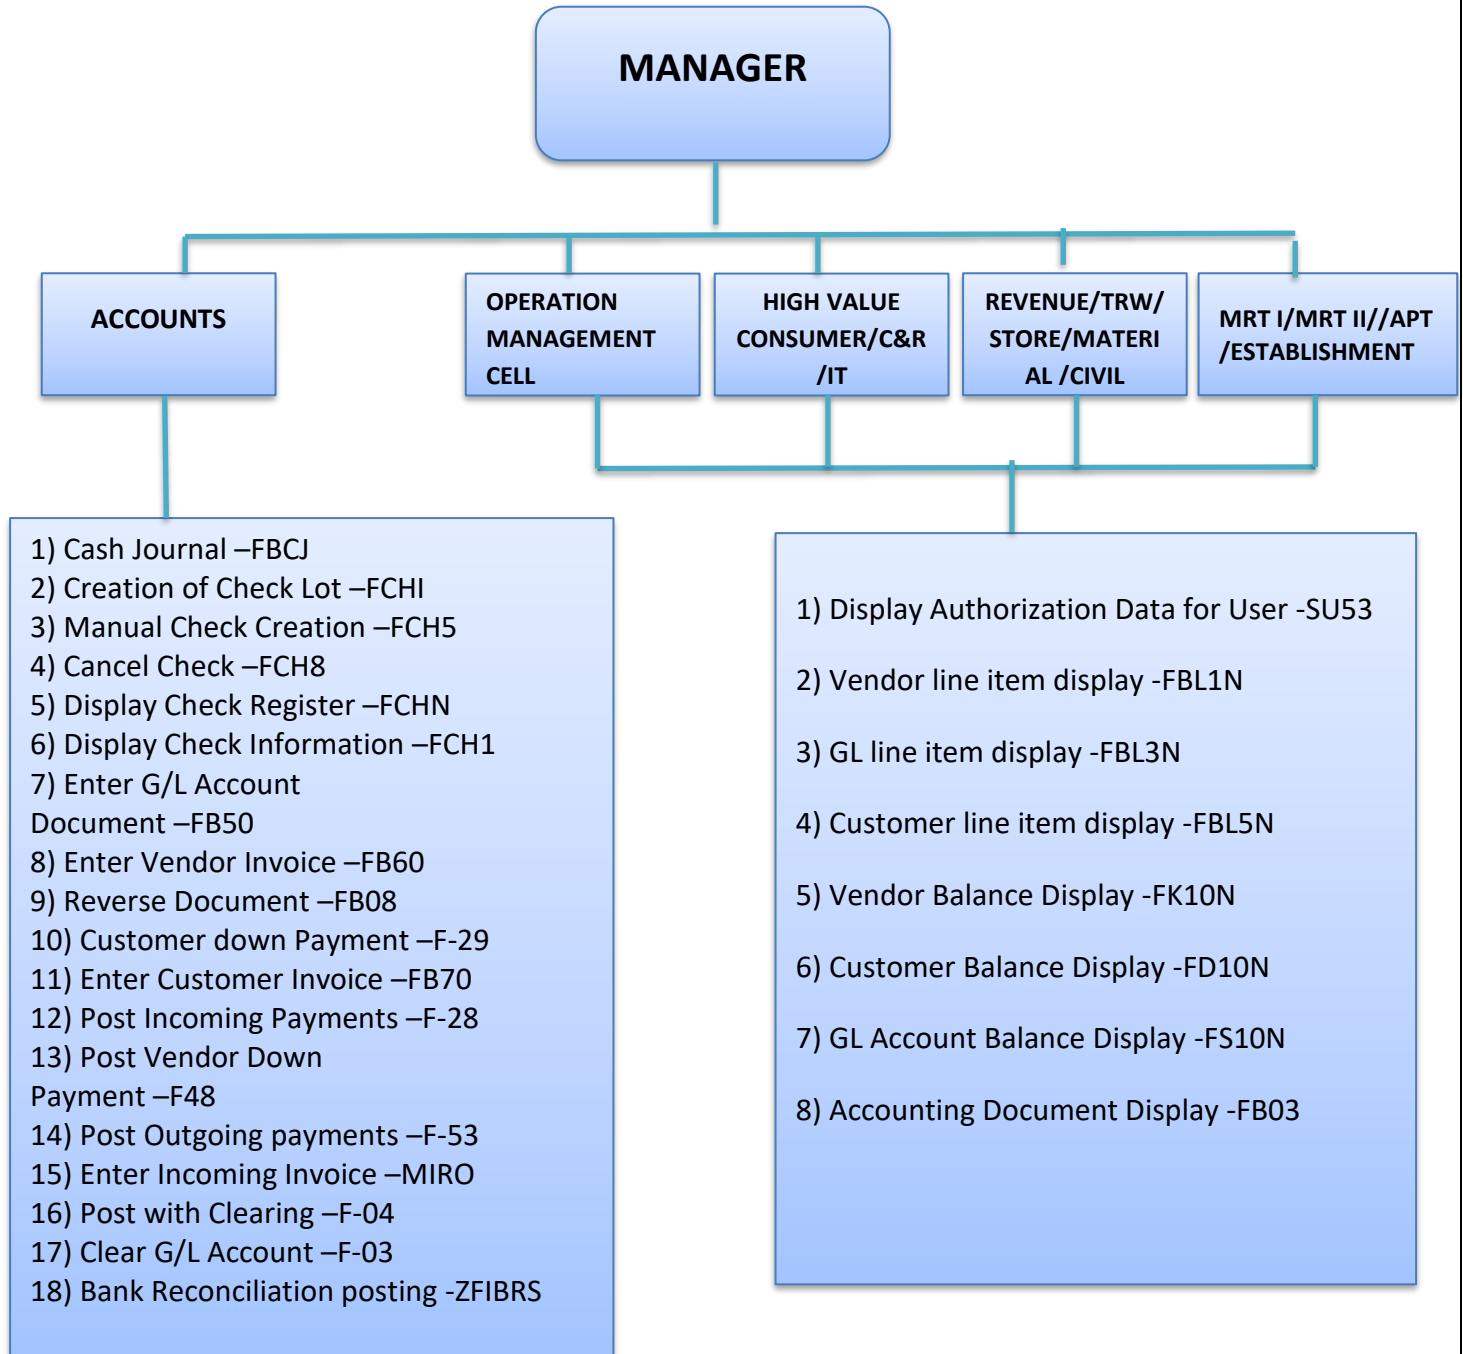 MANAGER
ACCOUNTS
OPERATION
MANAGEMENT
CELL
HIGH VALUE
CONSUMER/C&R
/IT
REVENUE/TRW/
STORE/MATERI
AL /CIVIL
MRT I/MRT II//APT
/ESTABLISHMENT
1) Cash Journal –FBCJ
2) Creation of Check Lot –FCHI
3) Manual Check Creation –FCH5
4) Cancel Check –FCH8
5) Display Check Register –FCHN
6) Display Check Information –FCH1
7) Enter G/L Account
Document –FB50
8) Enter Vendor Invoice –FB60
9) Reverse Document –FB08
10) Customer down Payment –F-29
11) Enter Customer Invoice –FB70
12) Post Incoming Payments –F-28
13) Post Vendor Down
Payment –F48
14) Post Outgoing payments –F-53
15) Enter Incoming Invoice –MIRO
16) Post with Clearing –F-04
17) Clear G/L Account –F-03
18) Bank Reconciliation posting -ZFIBRS
1) Display Authorization Data for User -SU53
2) Vendor line item display -FBL1N
3) GL line item display -FBL3N
4) Customer line item display -FBL5N
5) Vendor Balance Display -FK10N
6) Customer Balance Display -FD10N
7) GL Account Balance Display -FS10N
8) Accounting Document Display -FB03